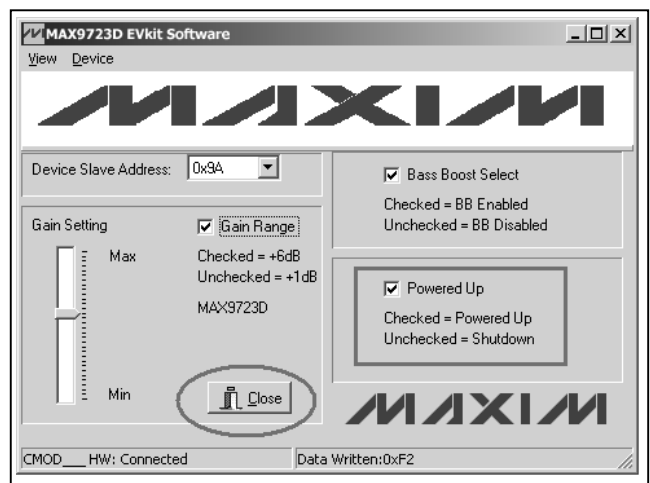 MAX9723D EVkit Software
View Device
MAXIM
Device Slave Address: 0x9A
Gain Setting
Gain Range
Max
Checked = +6dB
Unchecked = +1dB
MAX9723D
Min
Close
Bass Boost Select
Checked = BB Enabled
Unchecked = BB Disabled
Powered Up
Checked = Powered Up
Unchecked = Shutdown
MAXIM
CMOD___ HW: Connected
Data Written:0xF2